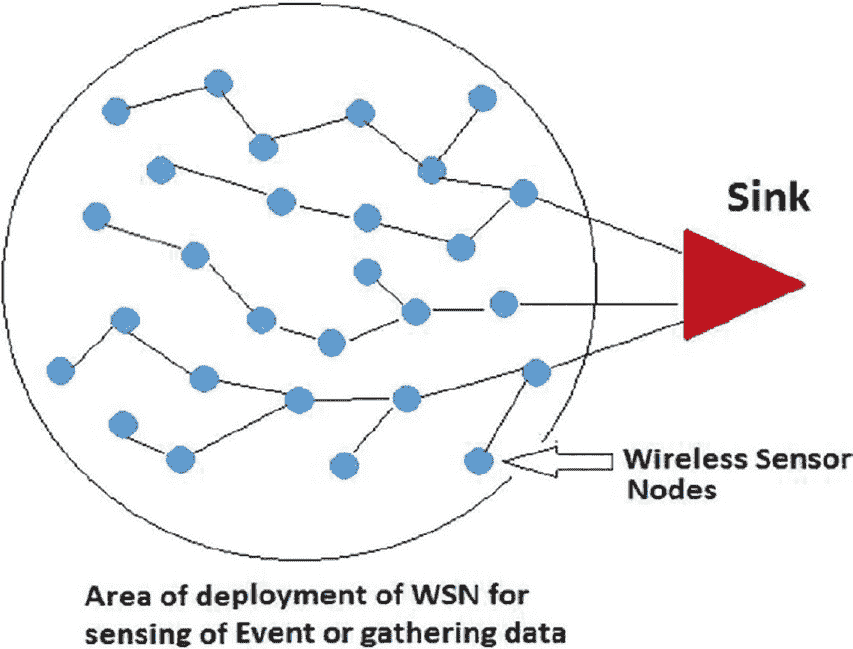 Sink
Wireless Sensor
Nodes
Area of deployment of WSN for
sensing of Event or gathering data